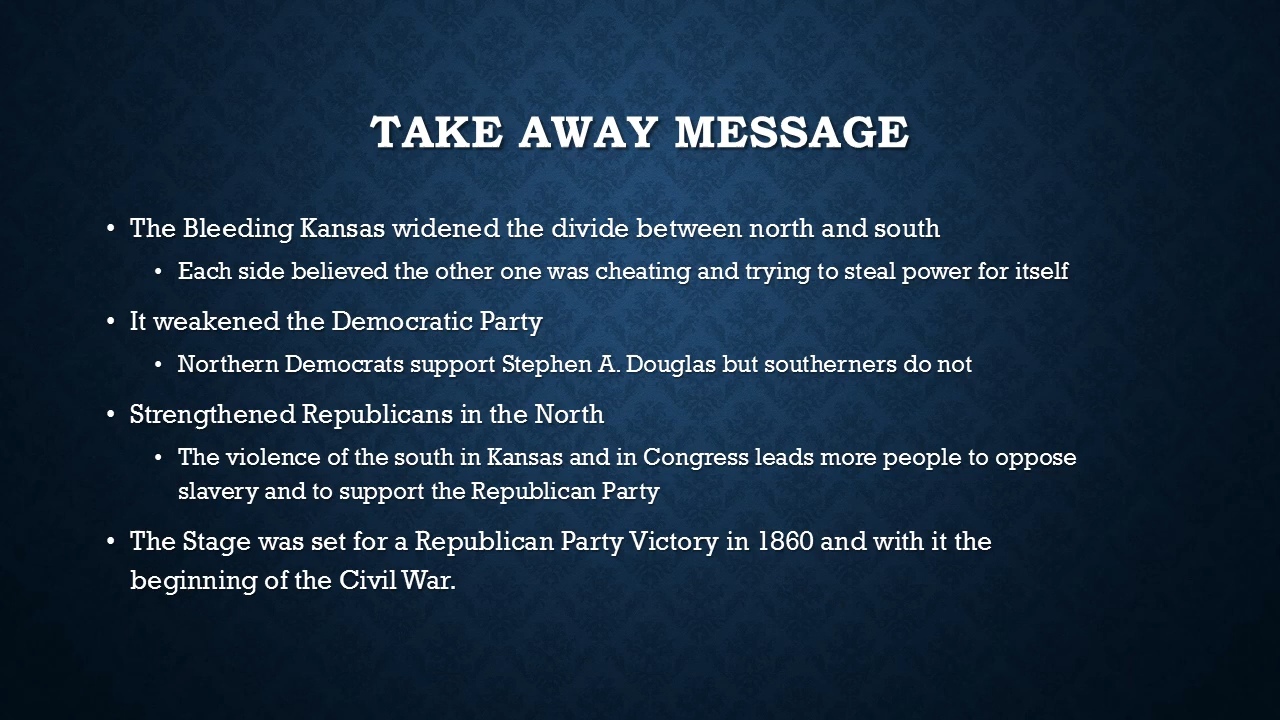 TAKE AWAY MESSAGE
• The Bleeding Kansas widened the divide between north and south
• Each side believed the other one was cheating and trying to steal power for itself
• It weakened the Democratic Party
• Northern Democrats support Stephen A. Douglas but southerners do not
• Strengthened Republicans in the North
• The violence of the south in Kansas and in Congress leads more people to oppose
slavery and to support the Republican Party
• The Stage was set for a Republican Party Victory in 1860 and with it the
beginning of the Civil War.